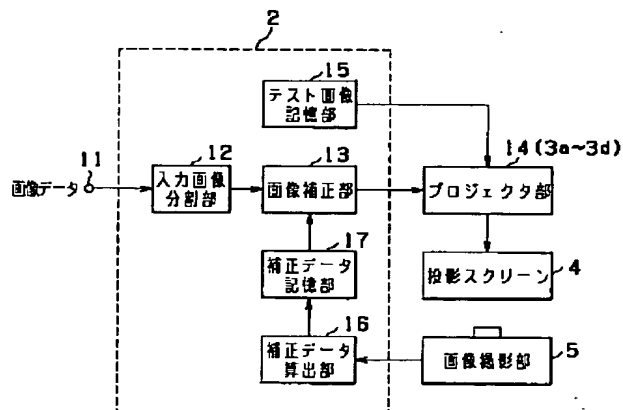 2
15
テスト画像
記憶部
14(3a~3d)
11
画像データ
12
入力画像
分割部
13
画像補正部
プロジェクタ部
17
補正データ
記憶部
投影スクリーン
4
16
補正データ
算出部
画像撮影部
5